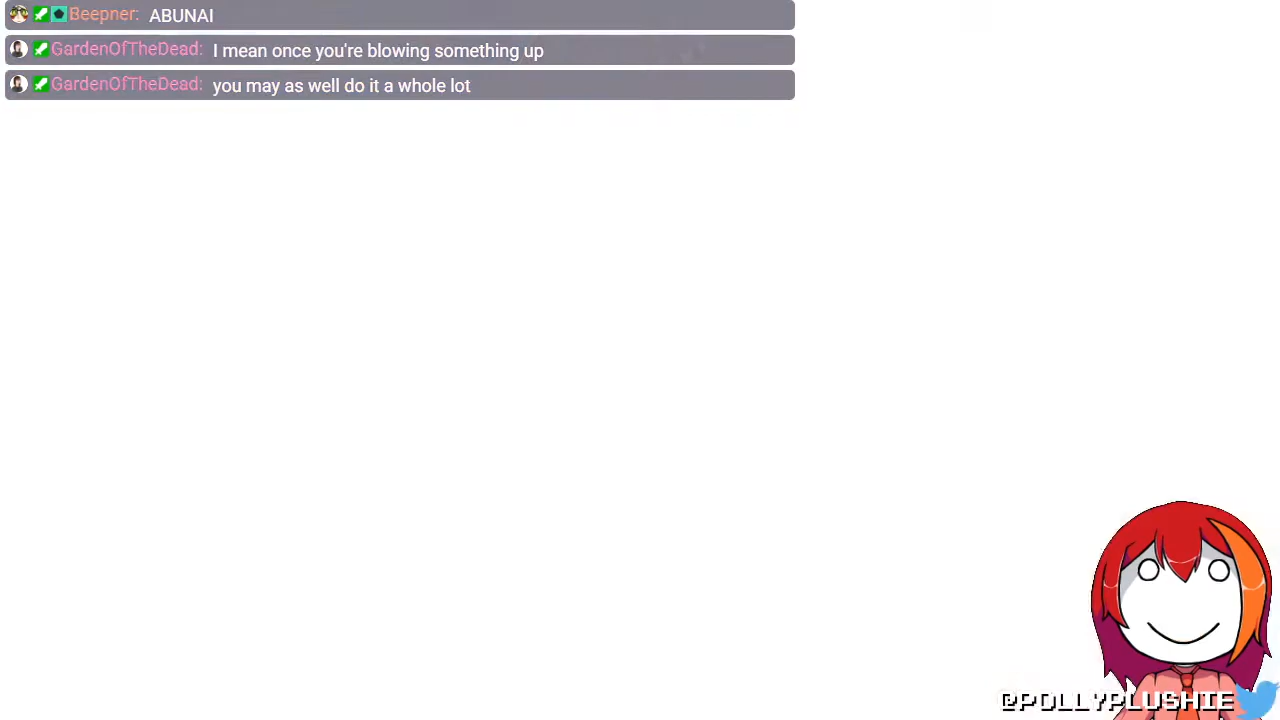 Beepner: ABUNAI
GardenOfTheDead: I mean once you're blowing something up
GardenOfTheDead: you may as well do it a whole lot
@POLLYPLUSHIE